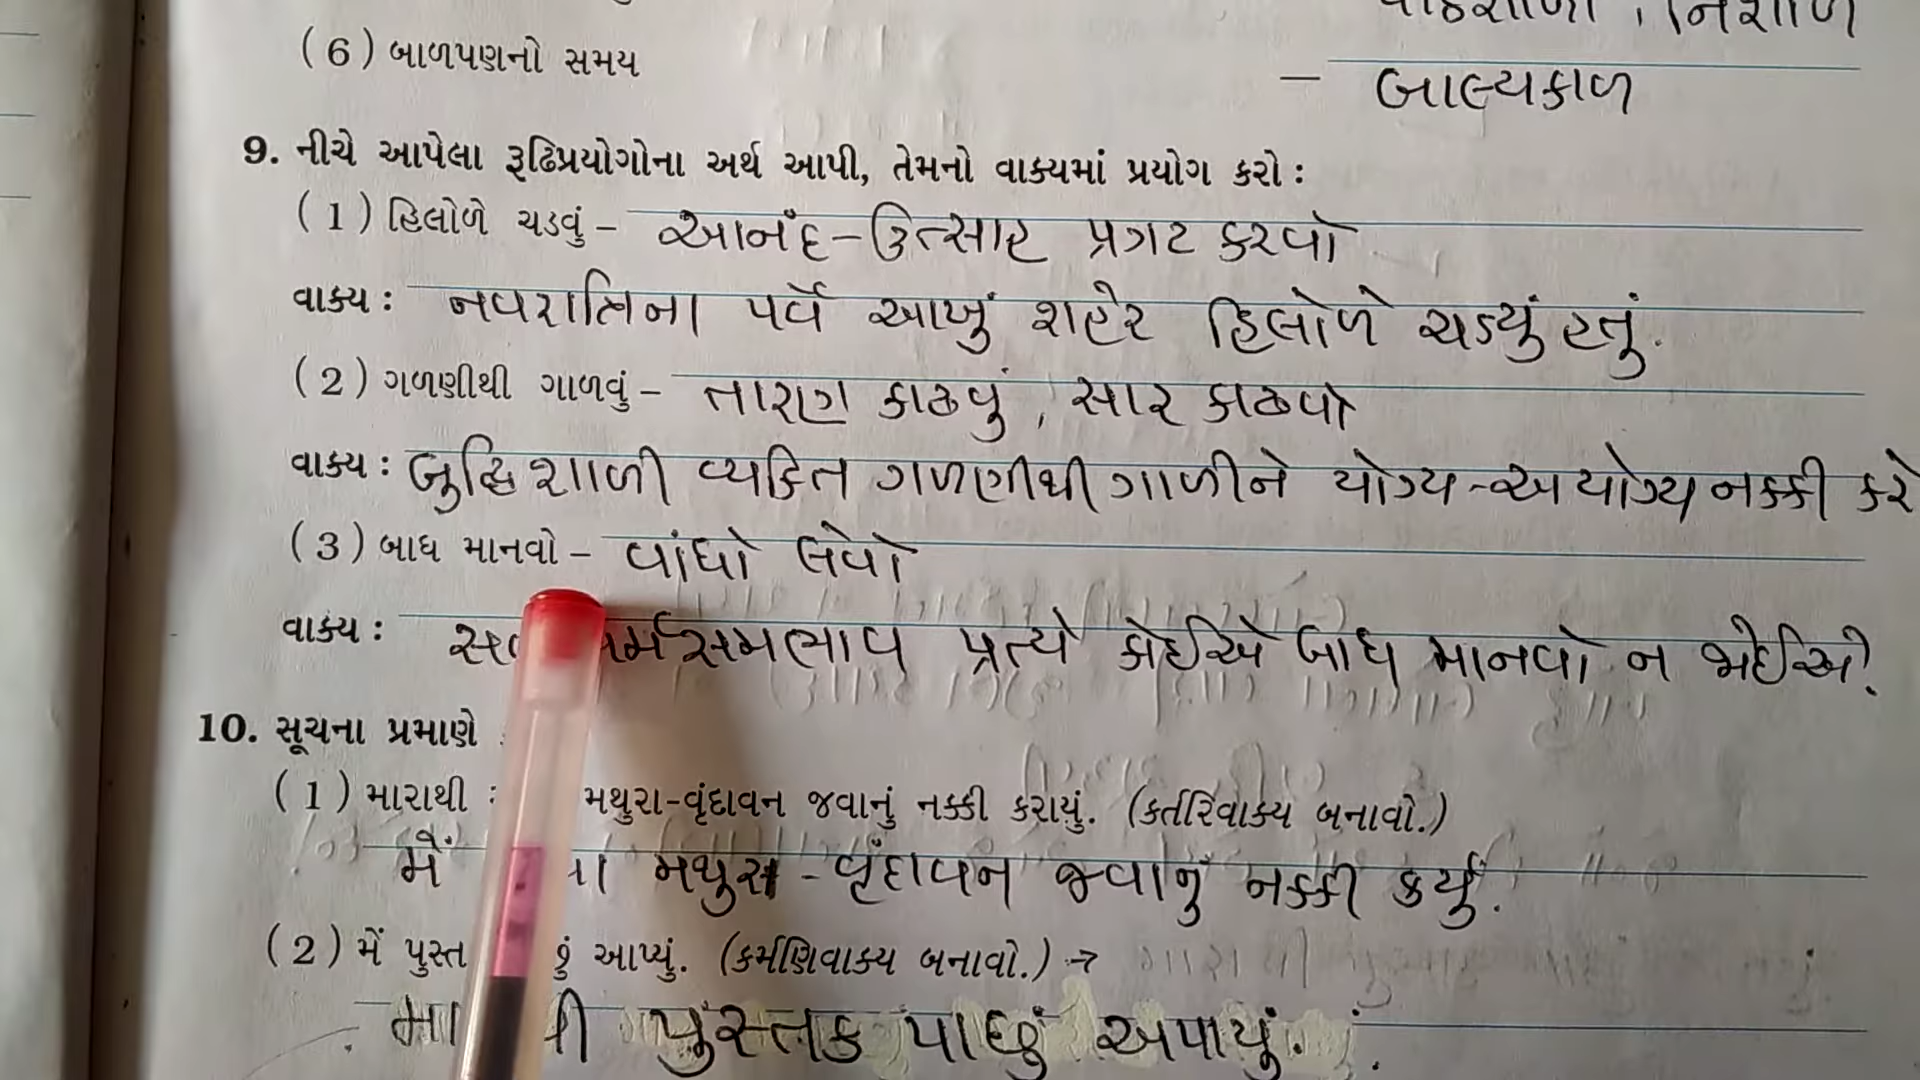 (6) બાળપણનો સમય
– બાલ્યકાળ
9. નીચે આપેલા રૂઢિપ્રયોગોના અર્થ આપી, તેમનો વાક્યમાં પ્રયોગ કરો :
(1) હિલોળે ચડવું – આનંદ-ઉત્સાહ પ્રગટ કરવો
વાક્ય : નવરાત્રિના પર્વે આખું શહેર હિલોળે ચડ્યું હતું.
(2) ગળણીથી ગાળવું – તારણ કાઢવું, સાર કાઢવો
વાક્ય : બુદ્ધિશાળી વ્યક્તિ ગળણીથી ગાળીને યોગ્ય-અયોગ્ય નક્કી કરે
(3) બાધ માનવો – વાંધો લેવો
વાક્ય : પ્રત્યે કોઈએ બાધ માનવો ન જોઈએ.
10. સૂચના પ્રમાણે
(1) મારાથી મથુરા-વૃંદાવન જવાનું નક્કી કરાયું. (કર્તરિવાક્ય બનાવો.)
મેં મથુરા-વૃંદાવન જવાનું નક્કી કર્યું.
(2) મેં આપ્યું. (કર્મણિવાક્ય બનાવો.) →
પુસ્તક પાછું અપાયું.